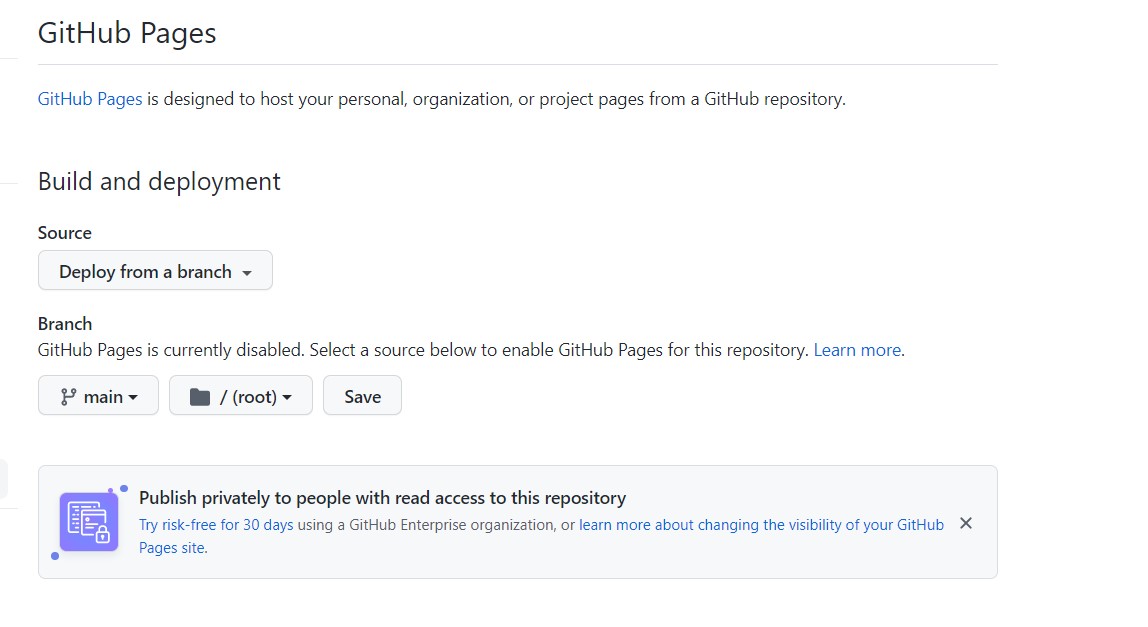 GitHub Pages
GitHub Pages is designed to host your personal, organization, or project pages from a GitHub repository.
Build and deployment
Source
Deploy from a branch
Branch
GitHub Pages is currently disabled. Select a source below to enable GitHub Pages for this repository. Learn more.
main / (root) Save
Publish privately to people with read access to this repository
Try risk-free for 30 days using a GitHub Enterprise organization, or learn more about changing the visibility of your GitHub
Pages site.